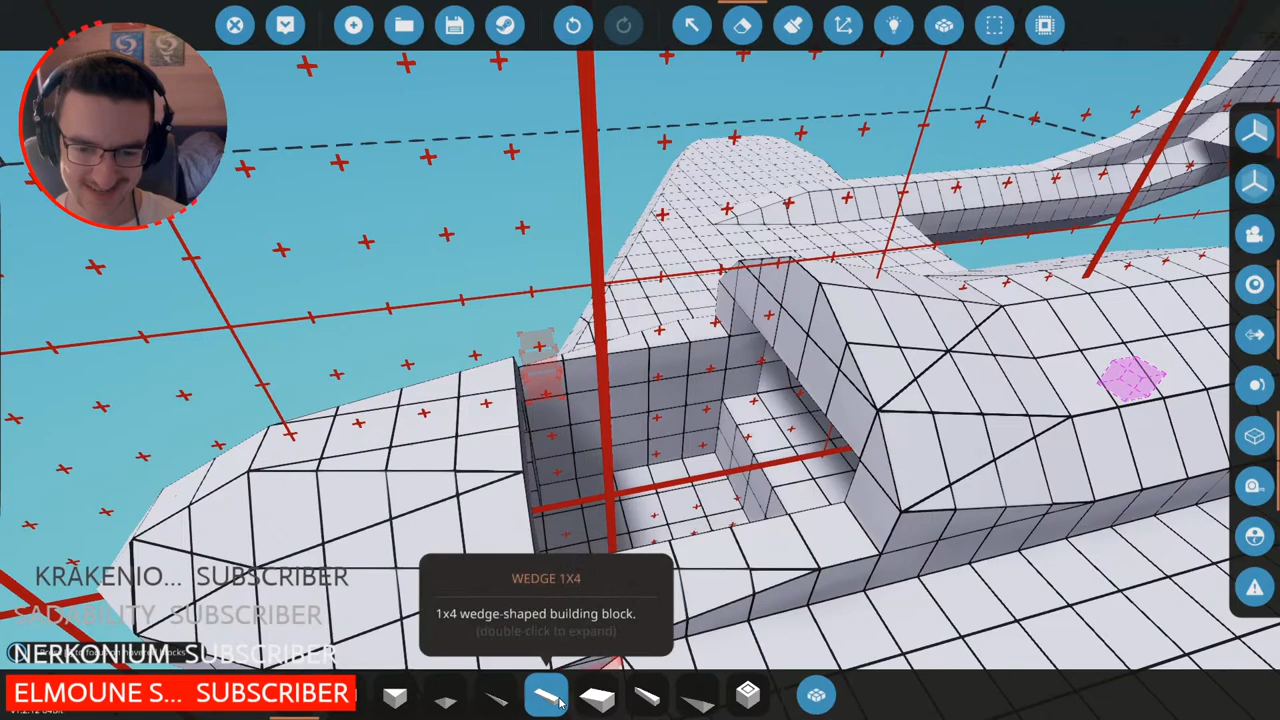 WEDGE 1X4
1x4 wedge-shaped building block.
(double-click to expand)
KRAKENIO... SUBSCRIBER
SADABILITY SUBSCRIBER
NERKONIUM SUBSCRIBER
ELMOUNE S... SUBSCRIBER